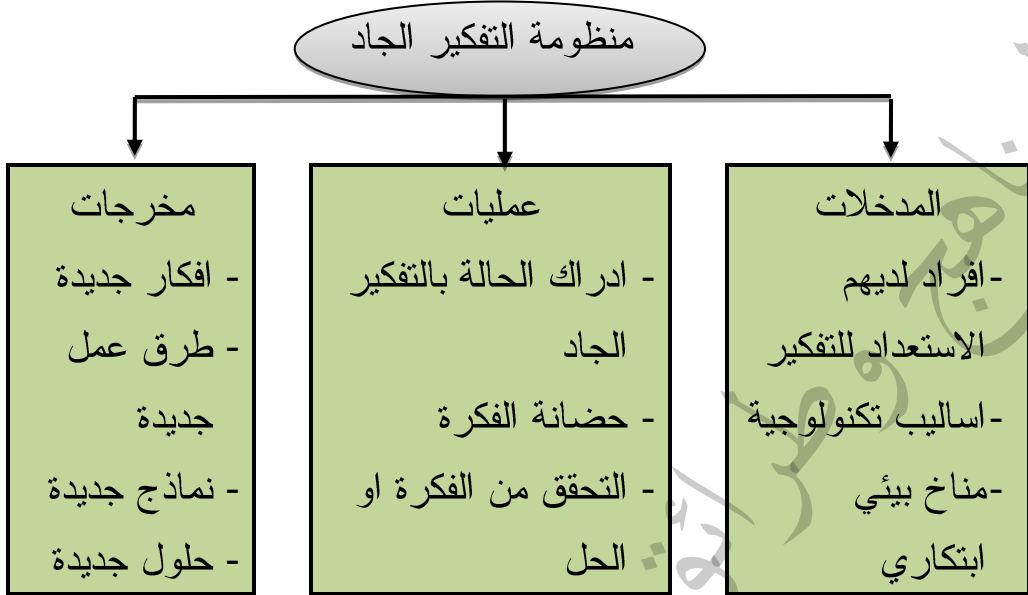 منظومة التفكير الجاد
المدخلات
-افراد لديهم
الاستعداد للتفكير
-اساليب تكنولوجية
-مناخ بيئي
ابتكاري
عمليات
- ادراك الحالة بالتفكير
الجاد
- حضانة الفكرة
- التحقق من الفكرة او
الحل
مخرجات
- افكار جديدة
- طرق عمل
جديدة
- نماذج جديدة
- حلول جديدة